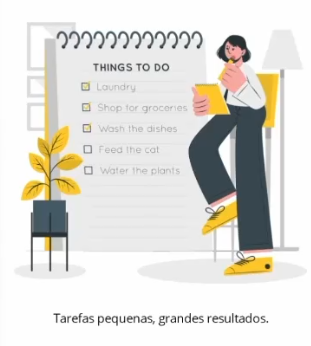 THINGS TO DO
Laundry
Shop for groceries
Wash the dishes
Feed the cat
Water the plants
Tarefas pequenas, grandes resultados.